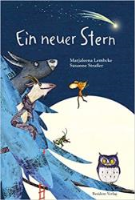 Ein neuer Stern
Marjaleena Lembcke
Susanne Straßer